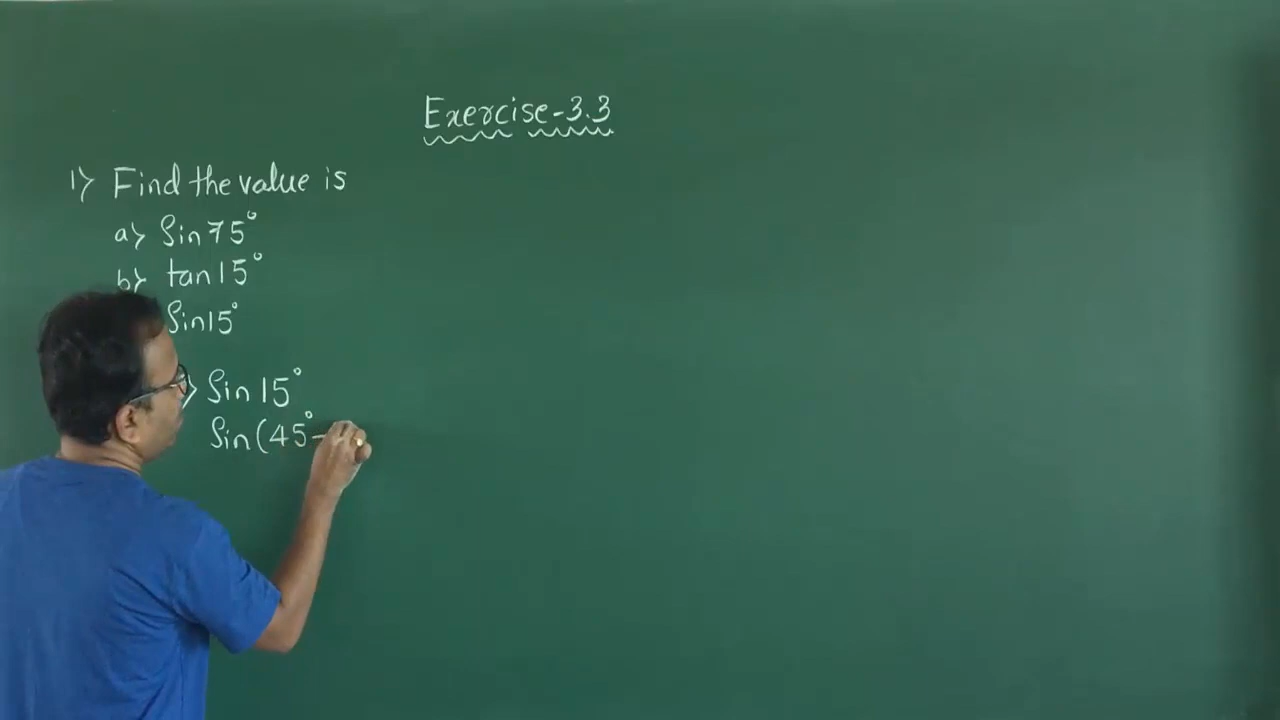 Exercise-3.3
1) Find the value is
a) Sin 75°
b) tan 15°
Sin 15°
) Sin 15°
Sin (45° -